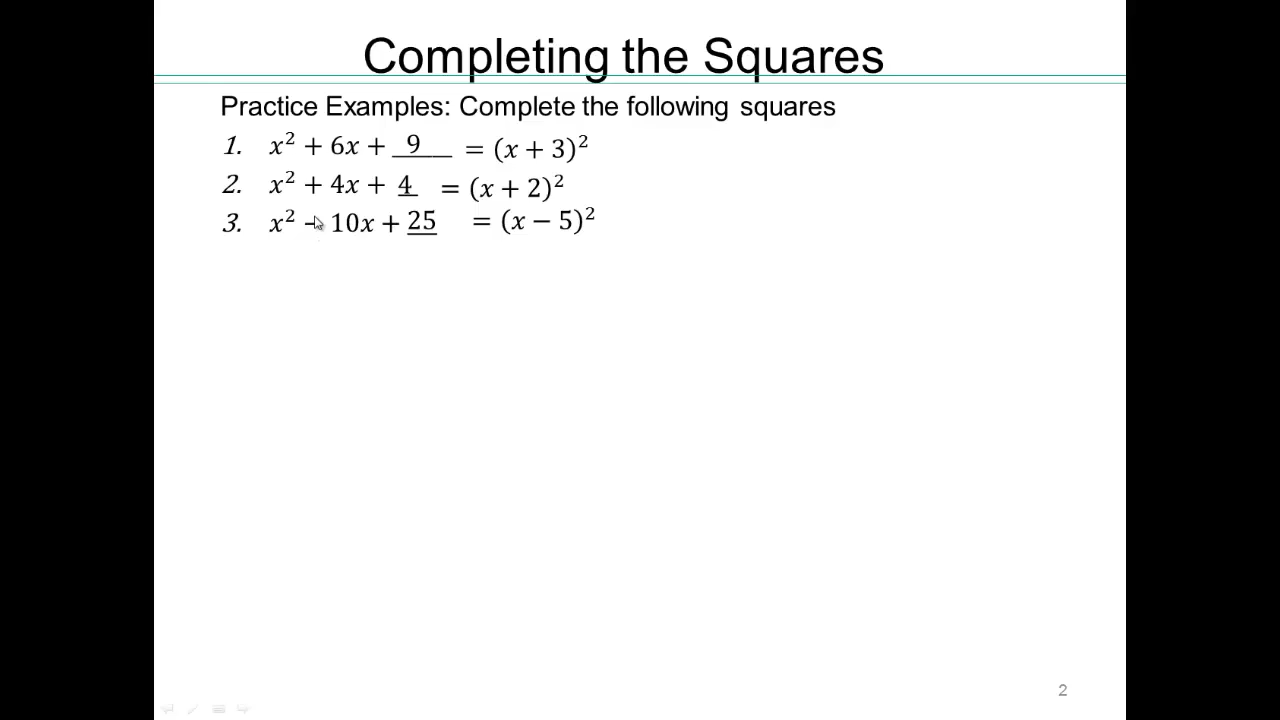 Completing the Squares
Practice Examples: Complete the following squares
1. x² + 6x + 9 = (x + 3)²
2. x² + 4x + 4 = (x + 2)²
3. x² − 10x + 25 = (x − 5)²
2